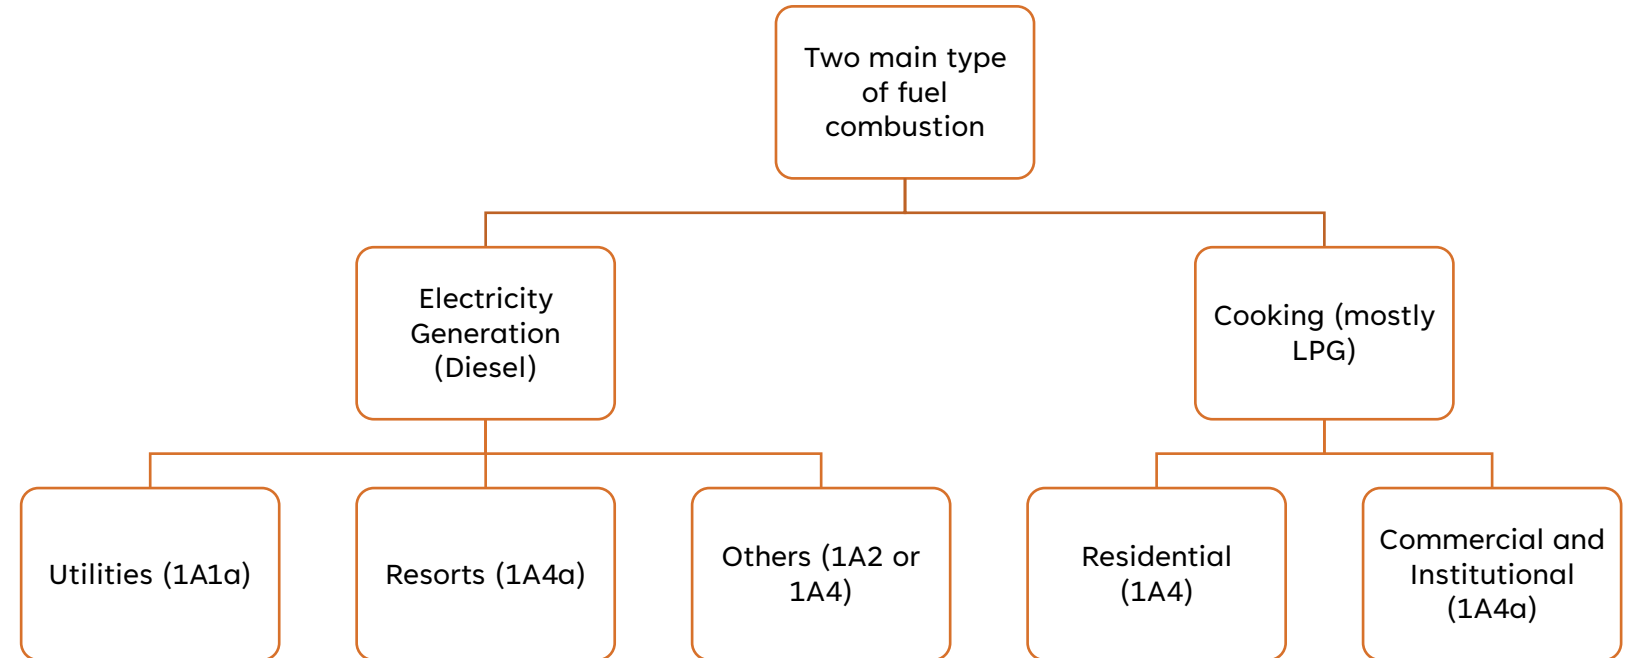 Two main type
of fuel
combustion
Electricity
Generation
(Diesel)
Cooking (mostly
LPG)
Utilities (1A1a)
Resorts (1A4a)
Others (1A2 or
1A4)
Residential
(1A4)
Commercial and
Institutional
(1A4a)